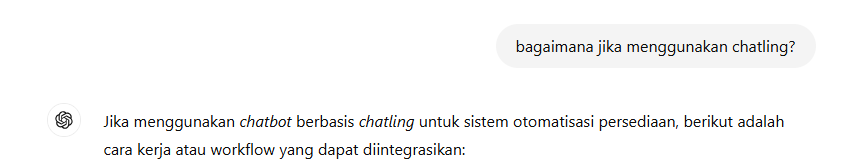 bagaimana jika menggunakan chatling?
Jika menggunakan chatbot berbasis chatling untuk sistem otomatisasi persediaan, berikut adalah
cara kerja atau workflow yang dapat diintegrasikan: